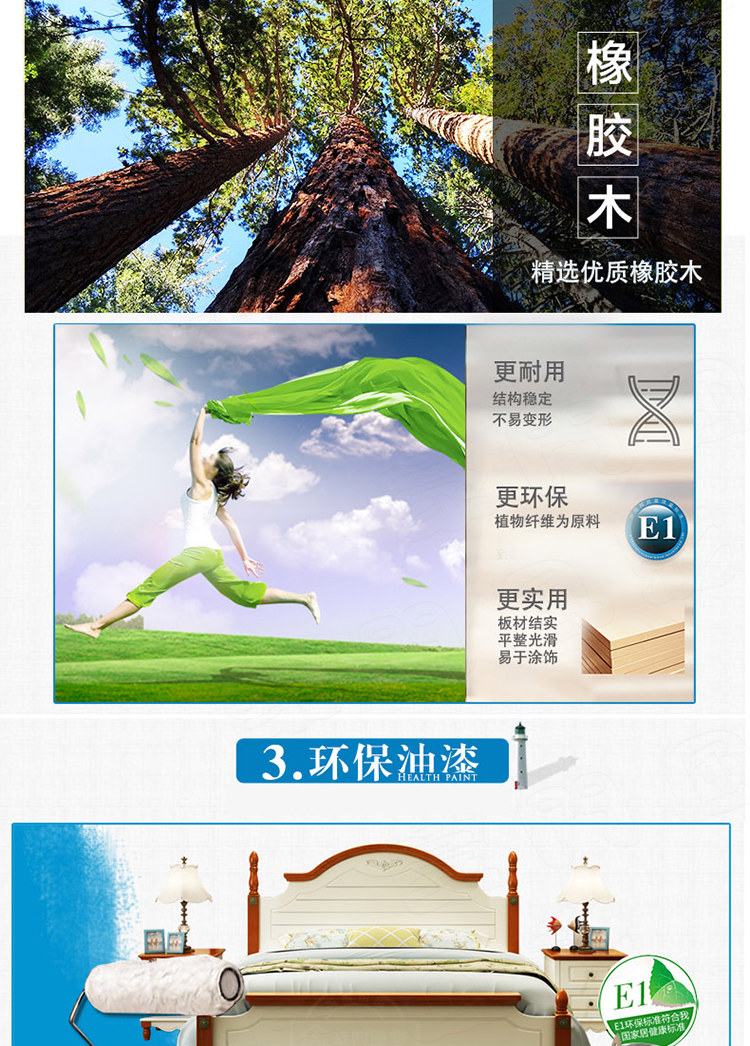 橡
胶
木
精选优质橡胶木
更耐用
结构稳定
不易变形
更环保
植物纤维为原料
E1
更实用
板材结实
平整光滑
易于涂饰
3.环保油漆
HEALTH PAINT
E1
E1环保标准符合我
国家居健康标准